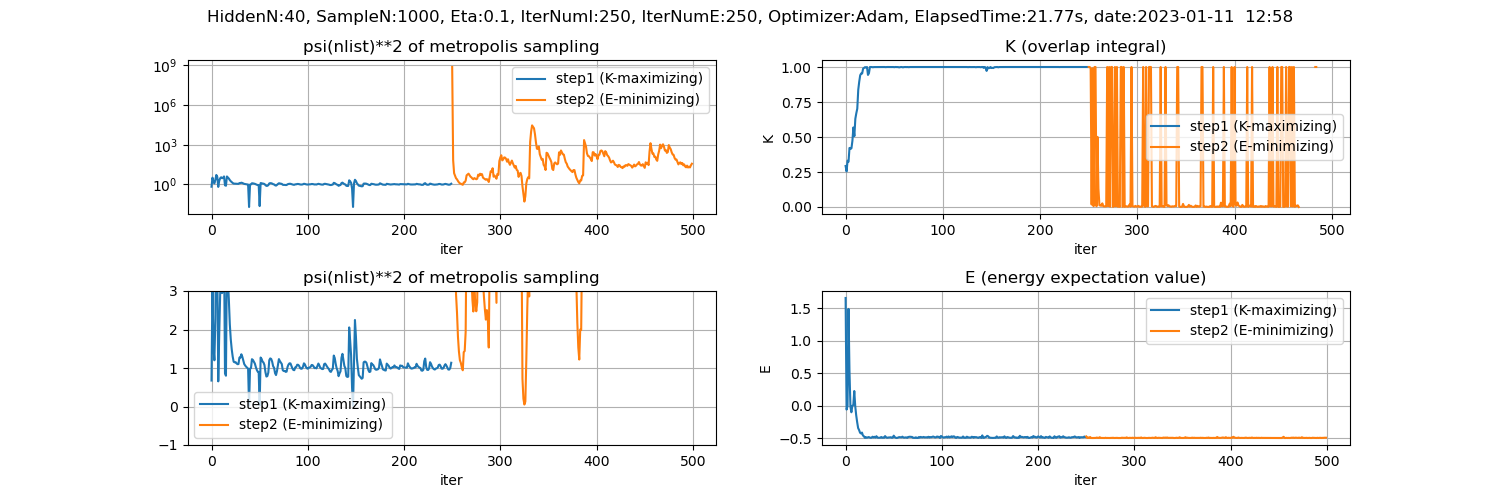 HiddenN:40, SampleN:1000, Eta:0.1, IterNumI:250, IterNumE:250, Optimizer:Adam, ElapsedTime:21.77s, date:2023-01-11  12:58
psi(nlist)**2 of metropolis sampling
10^9
10^6
10^3
10^0
step1 (K-maximizing)
step2 (E-minimizing)
0 100 200 300 400 500
iter
K (overlap integral)
K
1.00
0.75
0.50
0.25
0.00
step1 (K-maximizing)
step2 (E-minimizing)
0 100 200 300 400 500
iter
psi(nlist)**2 of metropolis sampling
3
2
1
0
−1
step1 (K-maximizing)
step2 (E-minimizing)
0 100 200 300 400 500
iter
E (energy expectation value)
E
1.5
1.0
0.5
0.0
−0.5
step1 (K-maximizing)
step2 (E-minimizing)
0 100 200 300 400 500
iter